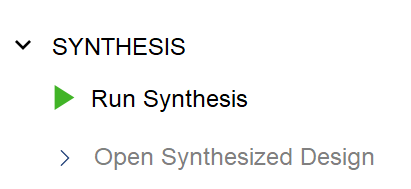 SYNTHESIS
Run Synthesis
Open Synthesized Design